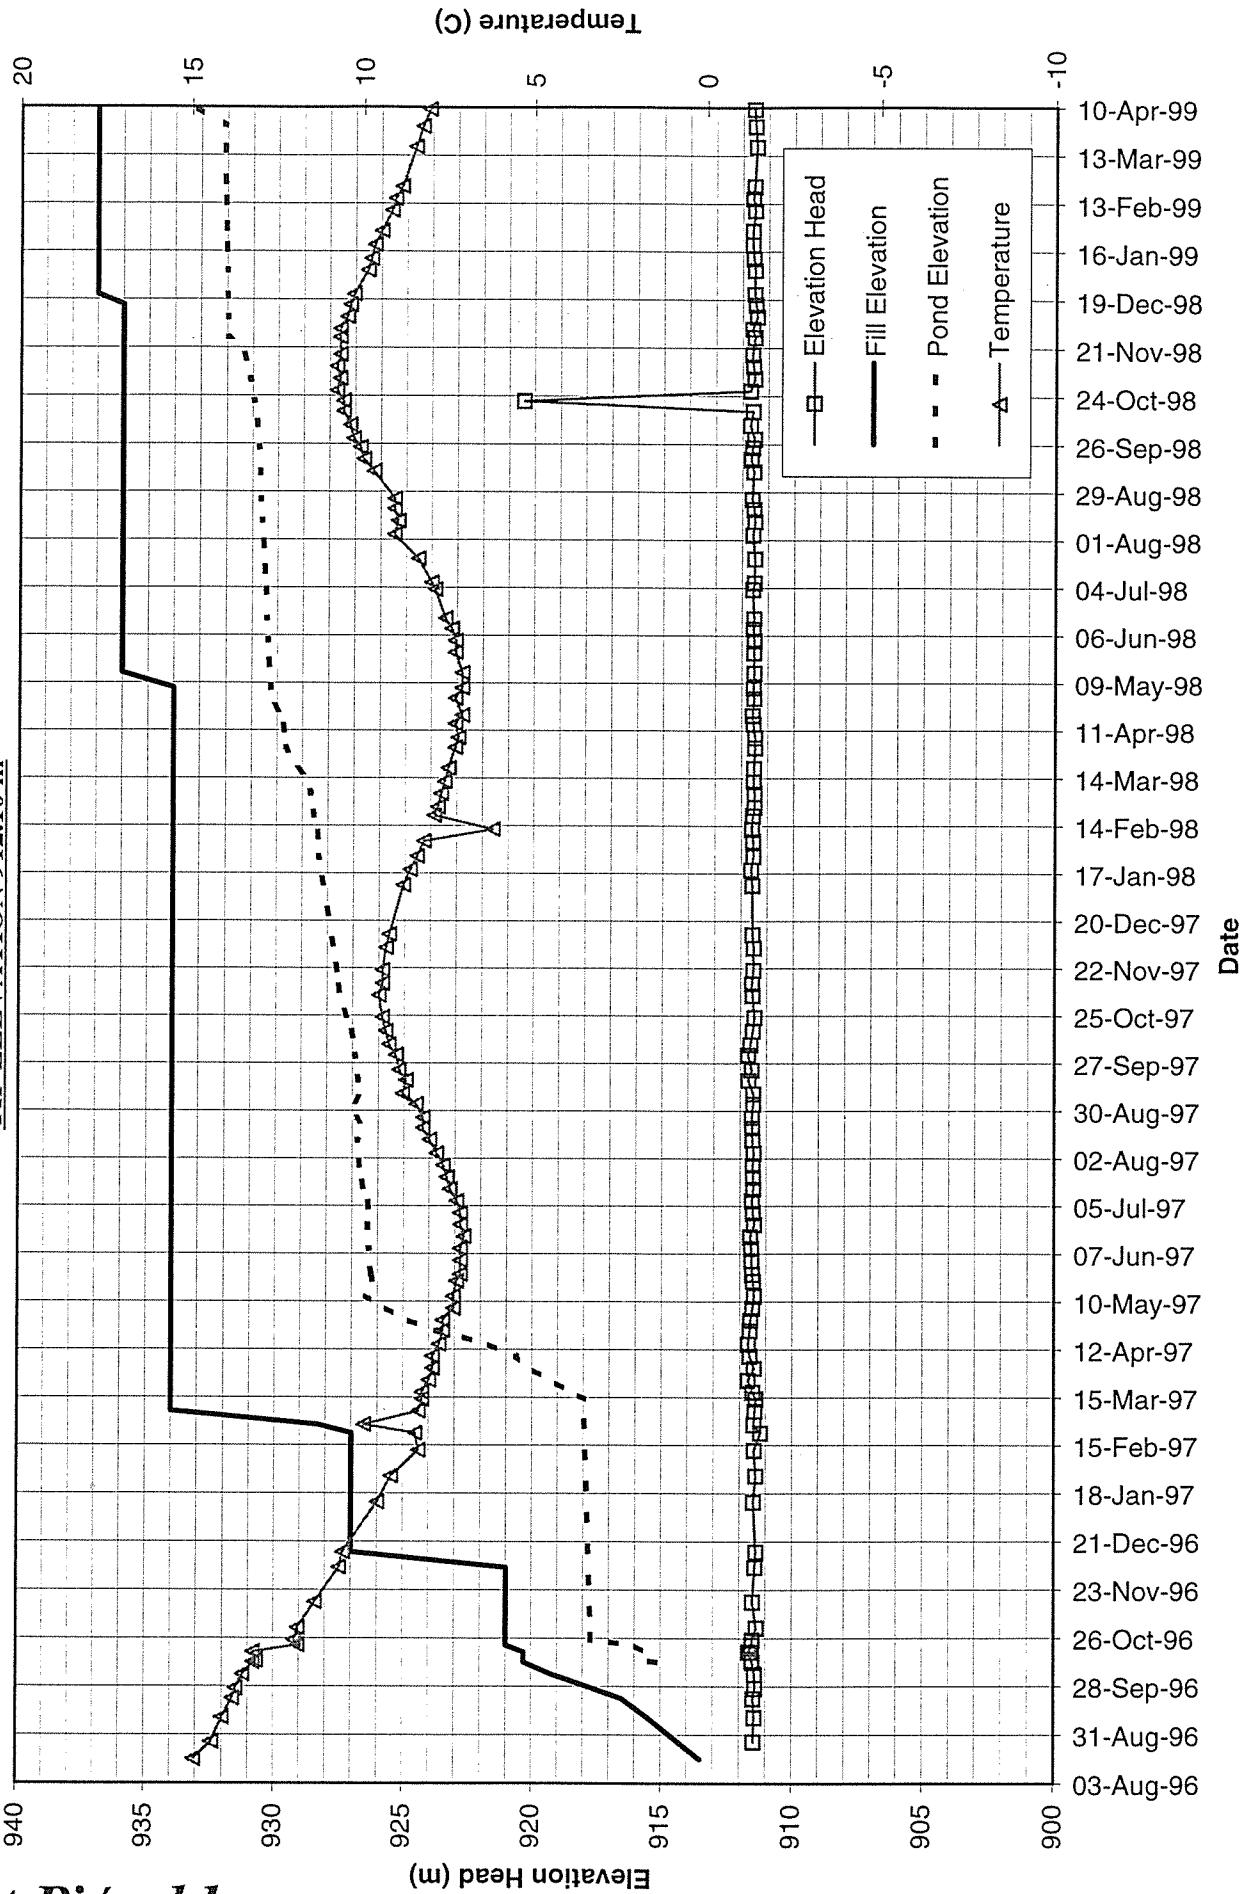 Temperature (C)
20
15
10
5
0
-5
-10
Elevation Head
Fill Elevation
Pond Elevation
Temperature
10-Apr-99
13-Mar-99
13-Feb-99
16-Jan-99
19-Dec-98
21-Nov-98
24-Oct-98
26-Sep-98
29-Aug-98
01-Aug-98
04-Jul-98
06-Jun-98
09-May-98
11-Apr-98
14-Mar-98
14-Feb-98
17-Jan-98
20-Dec-97
22-Nov-97
25-Oct-97
27-Sep-97
30-Aug-97
02-Aug-97
05-Jul-97
07-Jun-97
10-May-97
12-Apr-97
15-Mar-97
15-Feb-97
18-Jan-97
21-Dec-96
23-Nov-96
26-Oct-96
28-Sep-96
31-Aug-96
03-Aug-96
Date
940
935
930
925
920
915
910
905
900
Elevation Head (m)